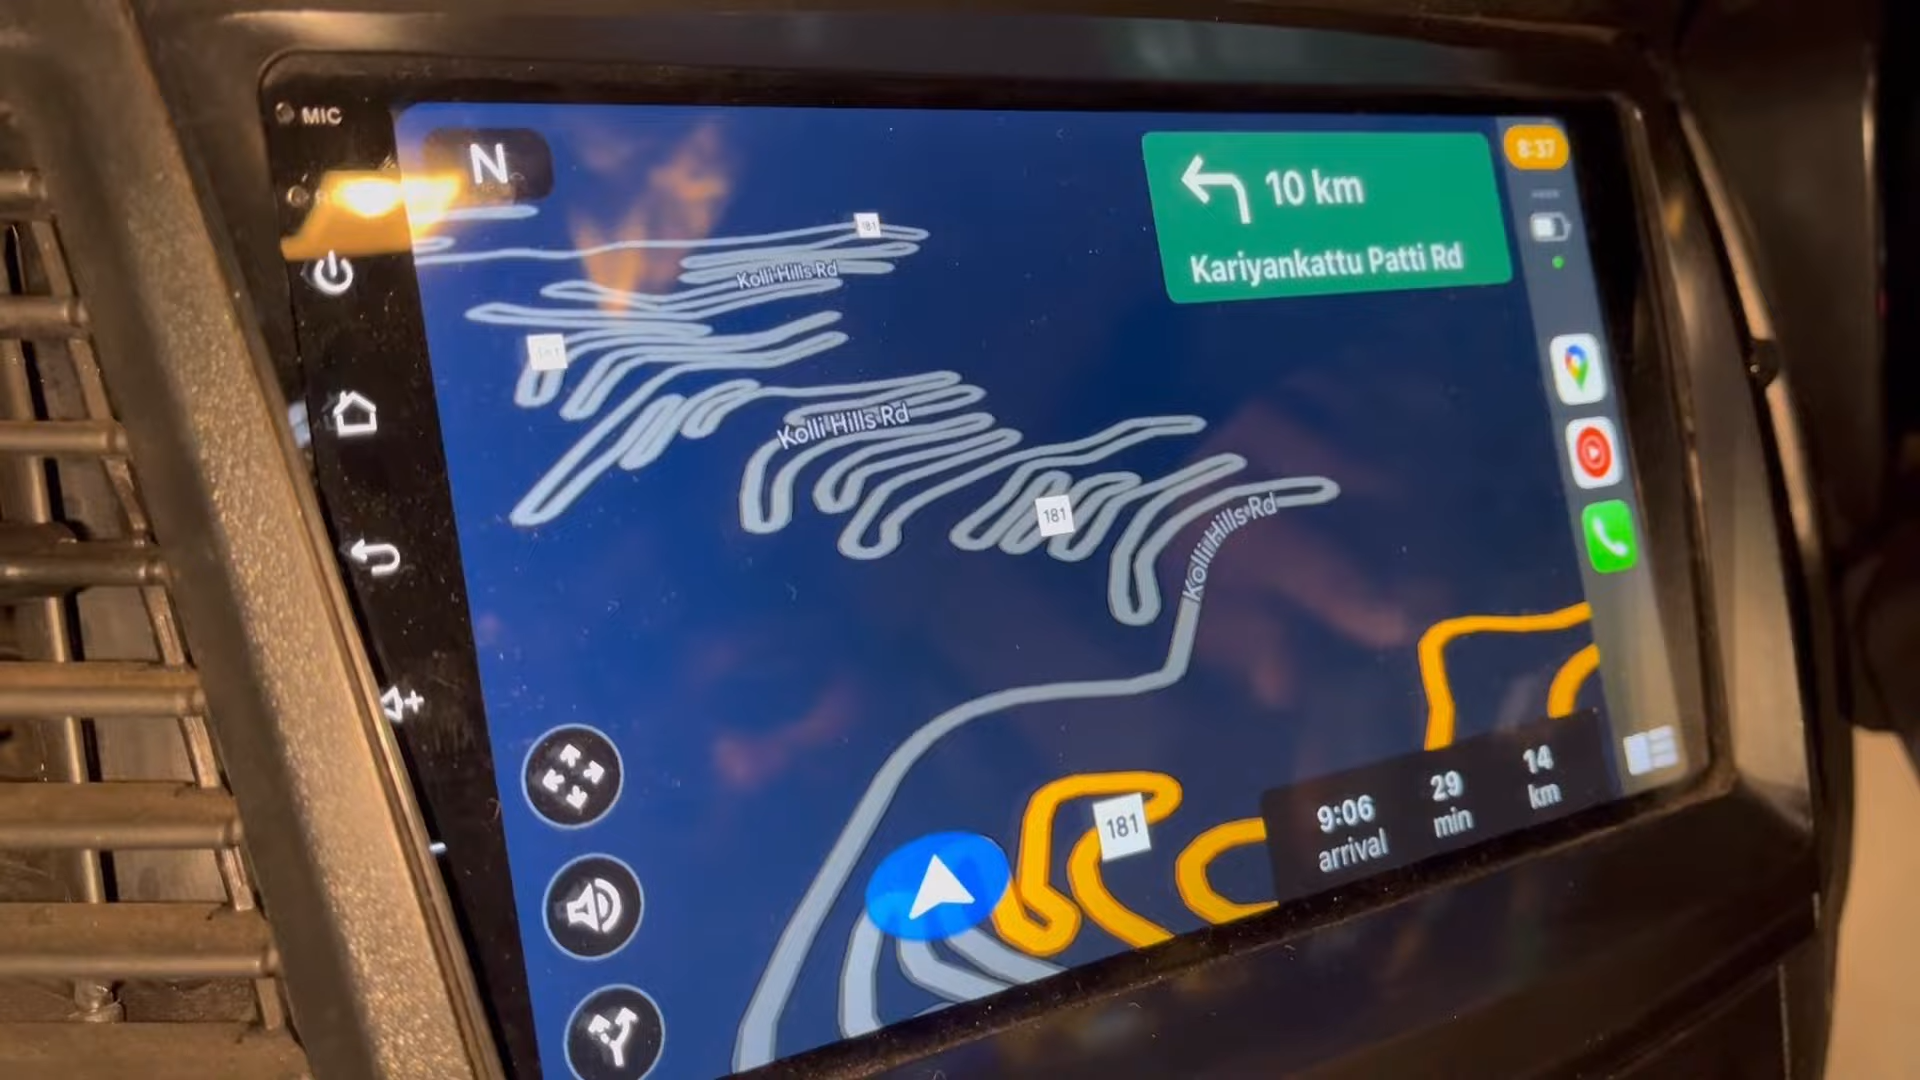 MIC
N
10 km
Kariyankattu Patti Rd
8:37
181
Kolli Hills Rd
Kolli Hills Rd
181
Kolli Hills Rd
181
9:06
arrival
29
min
14
km